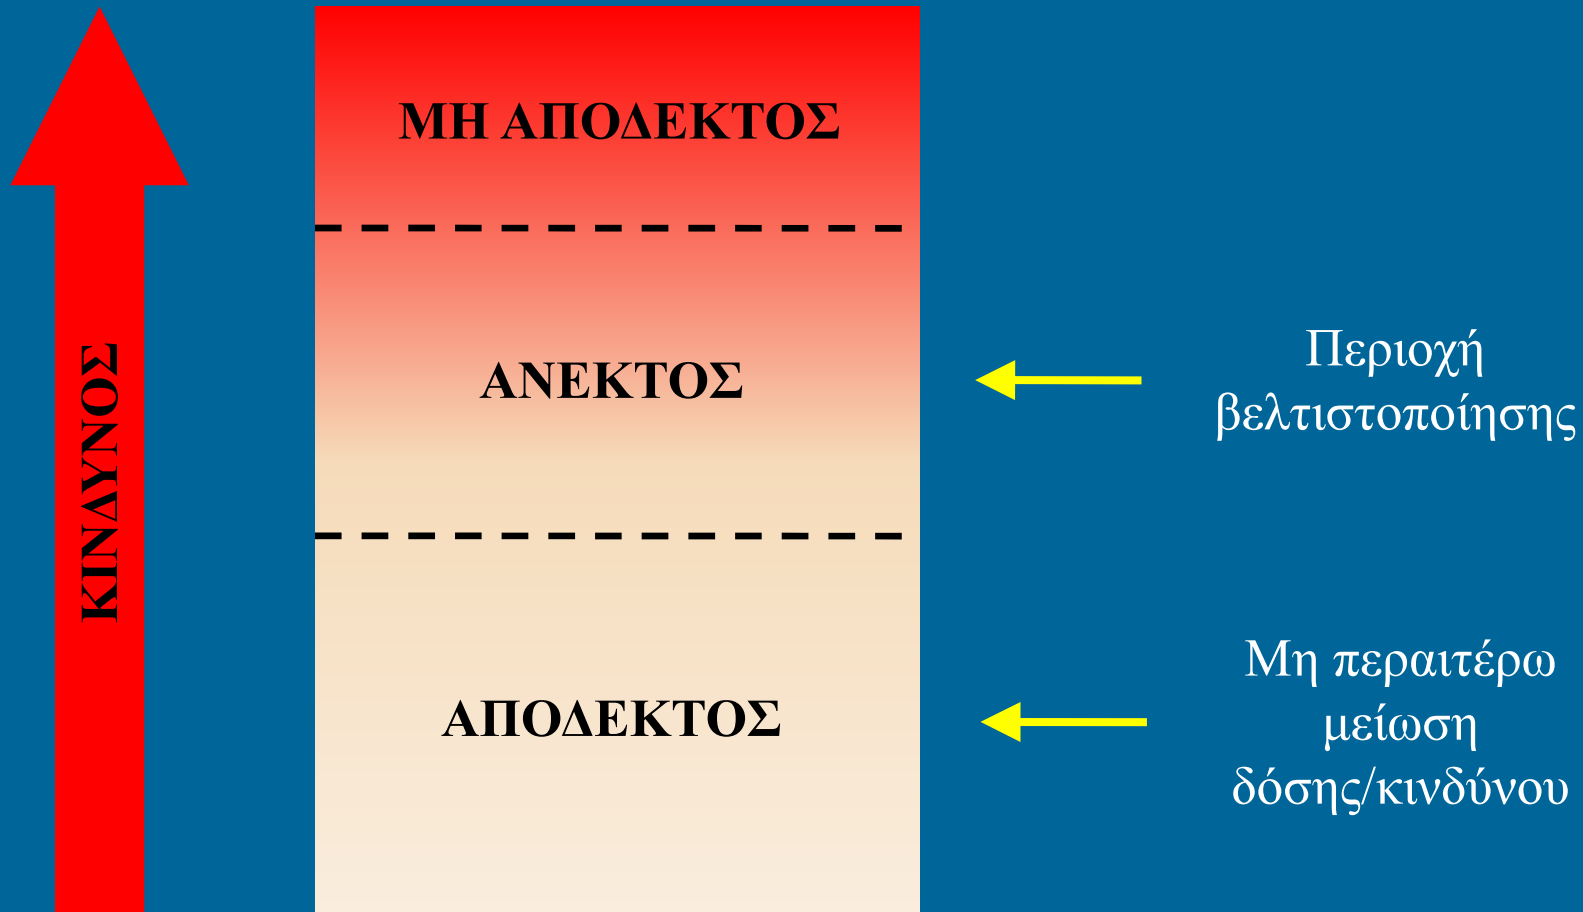 ΚΙΝΔΥΝΟΣ
ΜΗ ΑΠΟΔΕΚΤΟΣ
ΑΝΕΚΤΟΣ
Περιοχή
βελτιστοποίησης
ΑΠΟΔΕΚΤΟΣ
Μη περαιτέρω
μείωση
δόσης/κινδύνου